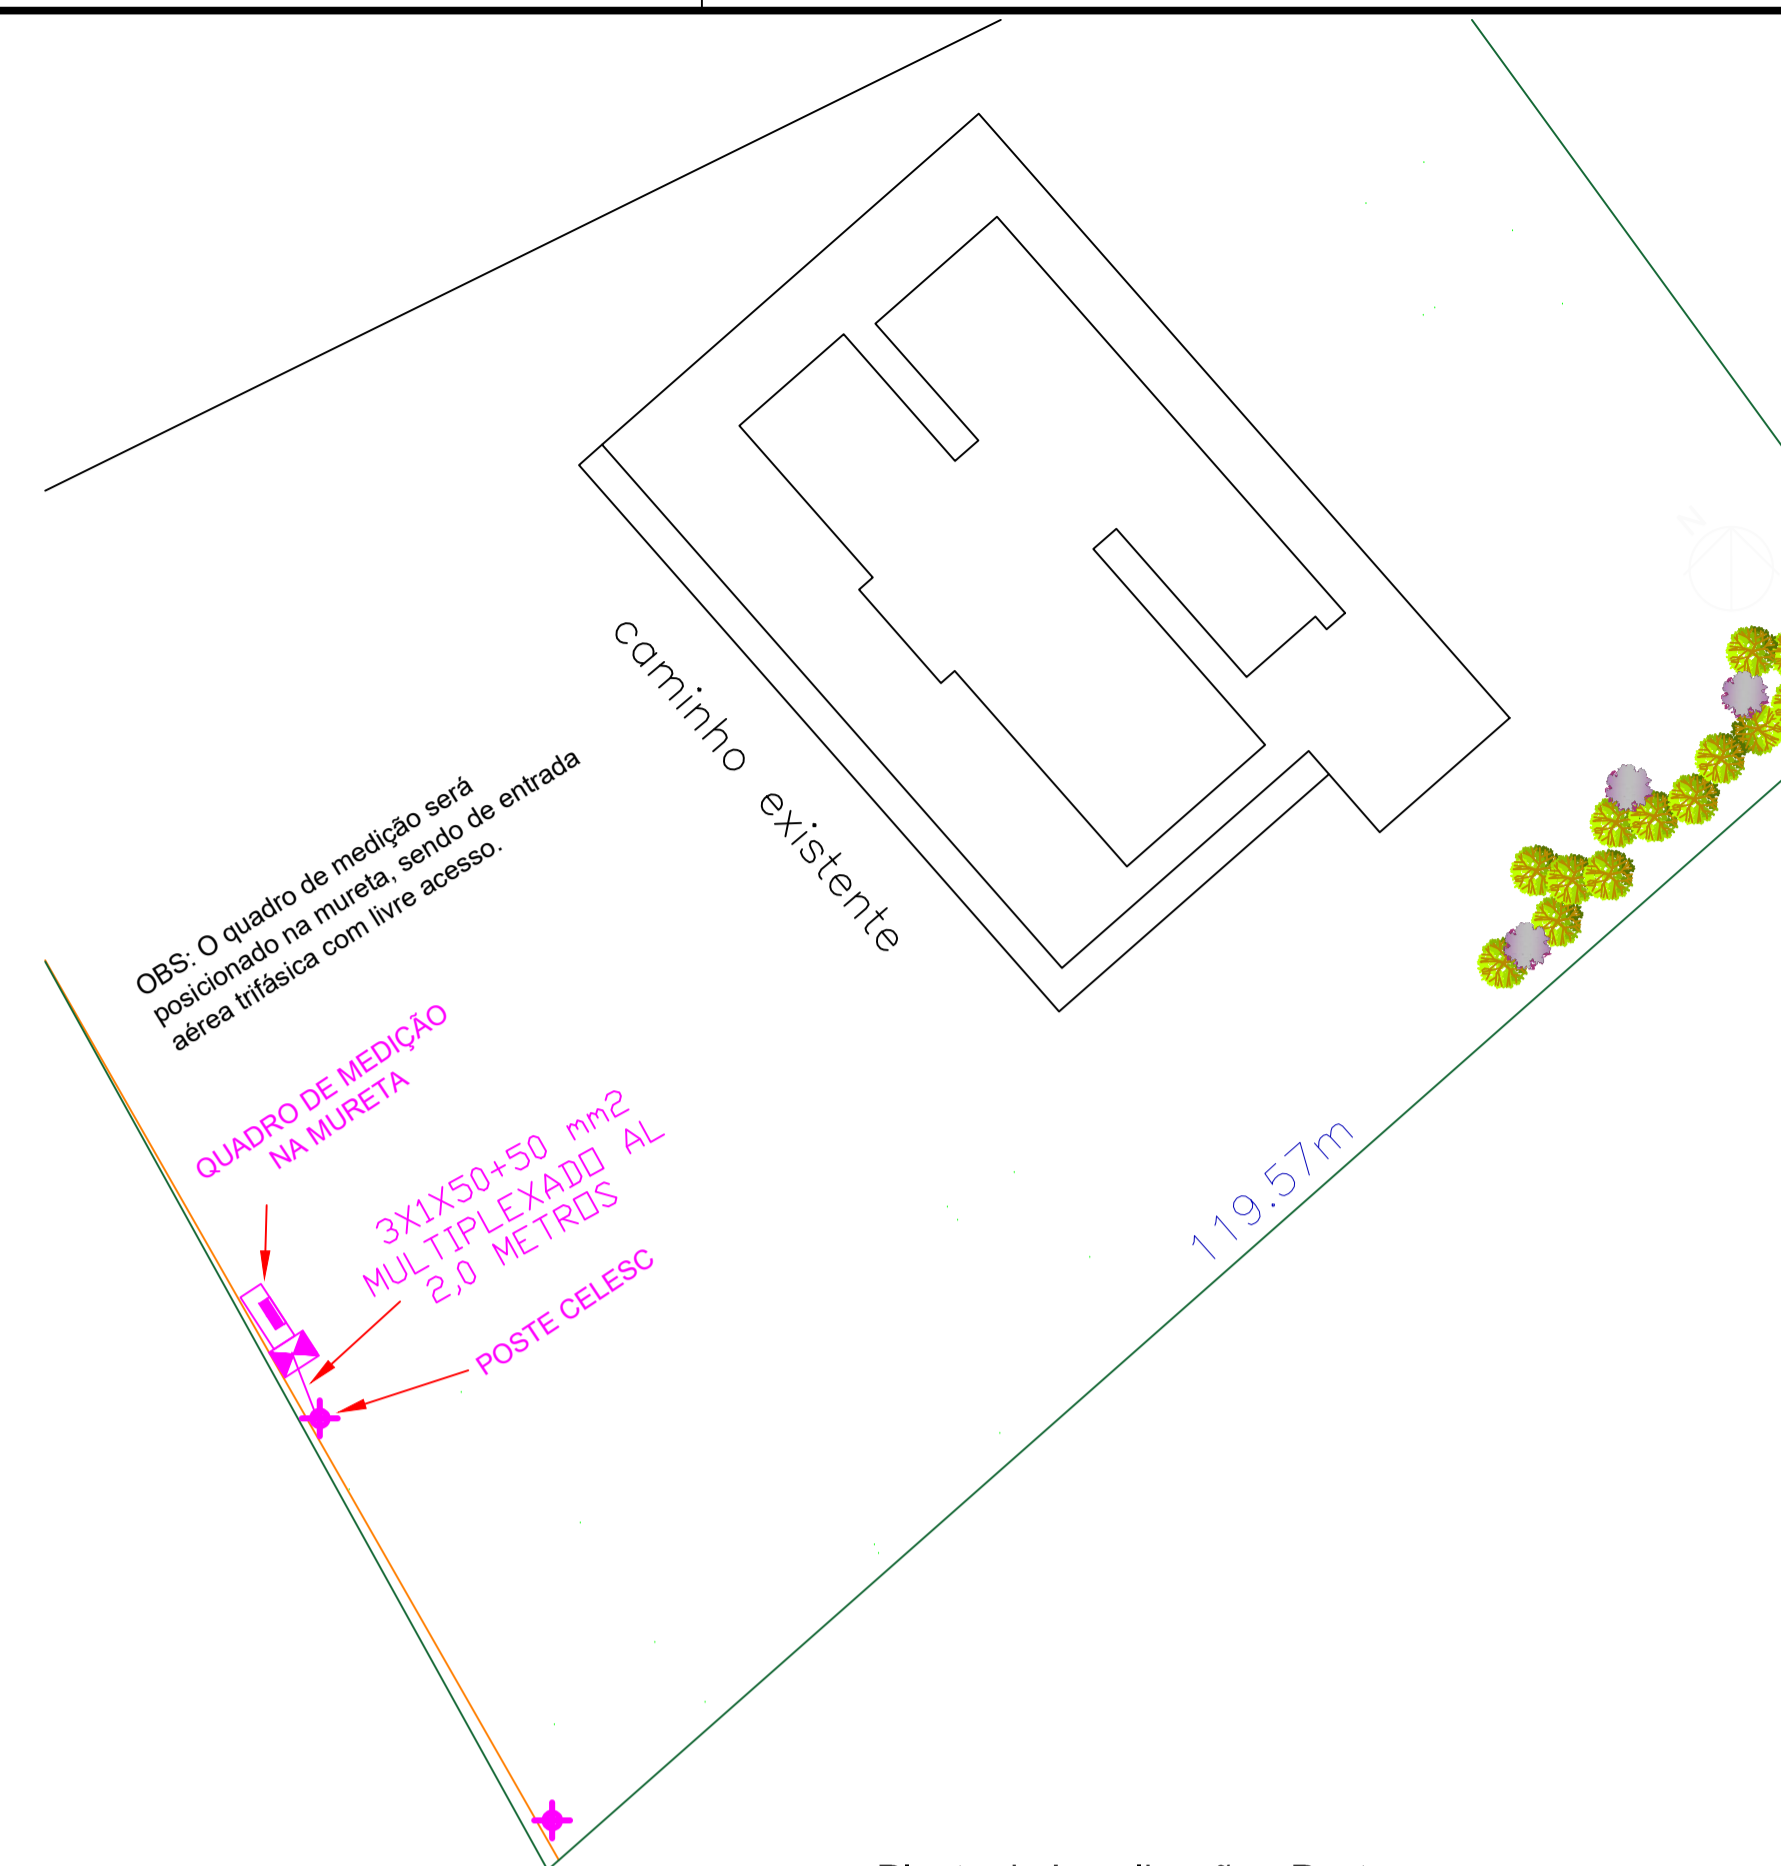 N
caminho existente
OBS: O quadro de medição será
posicionado na mureta, sendo de entrada
aérea trifásica com livre acesso.
QUADRO DE MEDIÇÃO
NA MURETA
3X1X50+50 mm2
MULTIPLEXADO AL
2,0 METROS
POSTE CELESC
119.57m